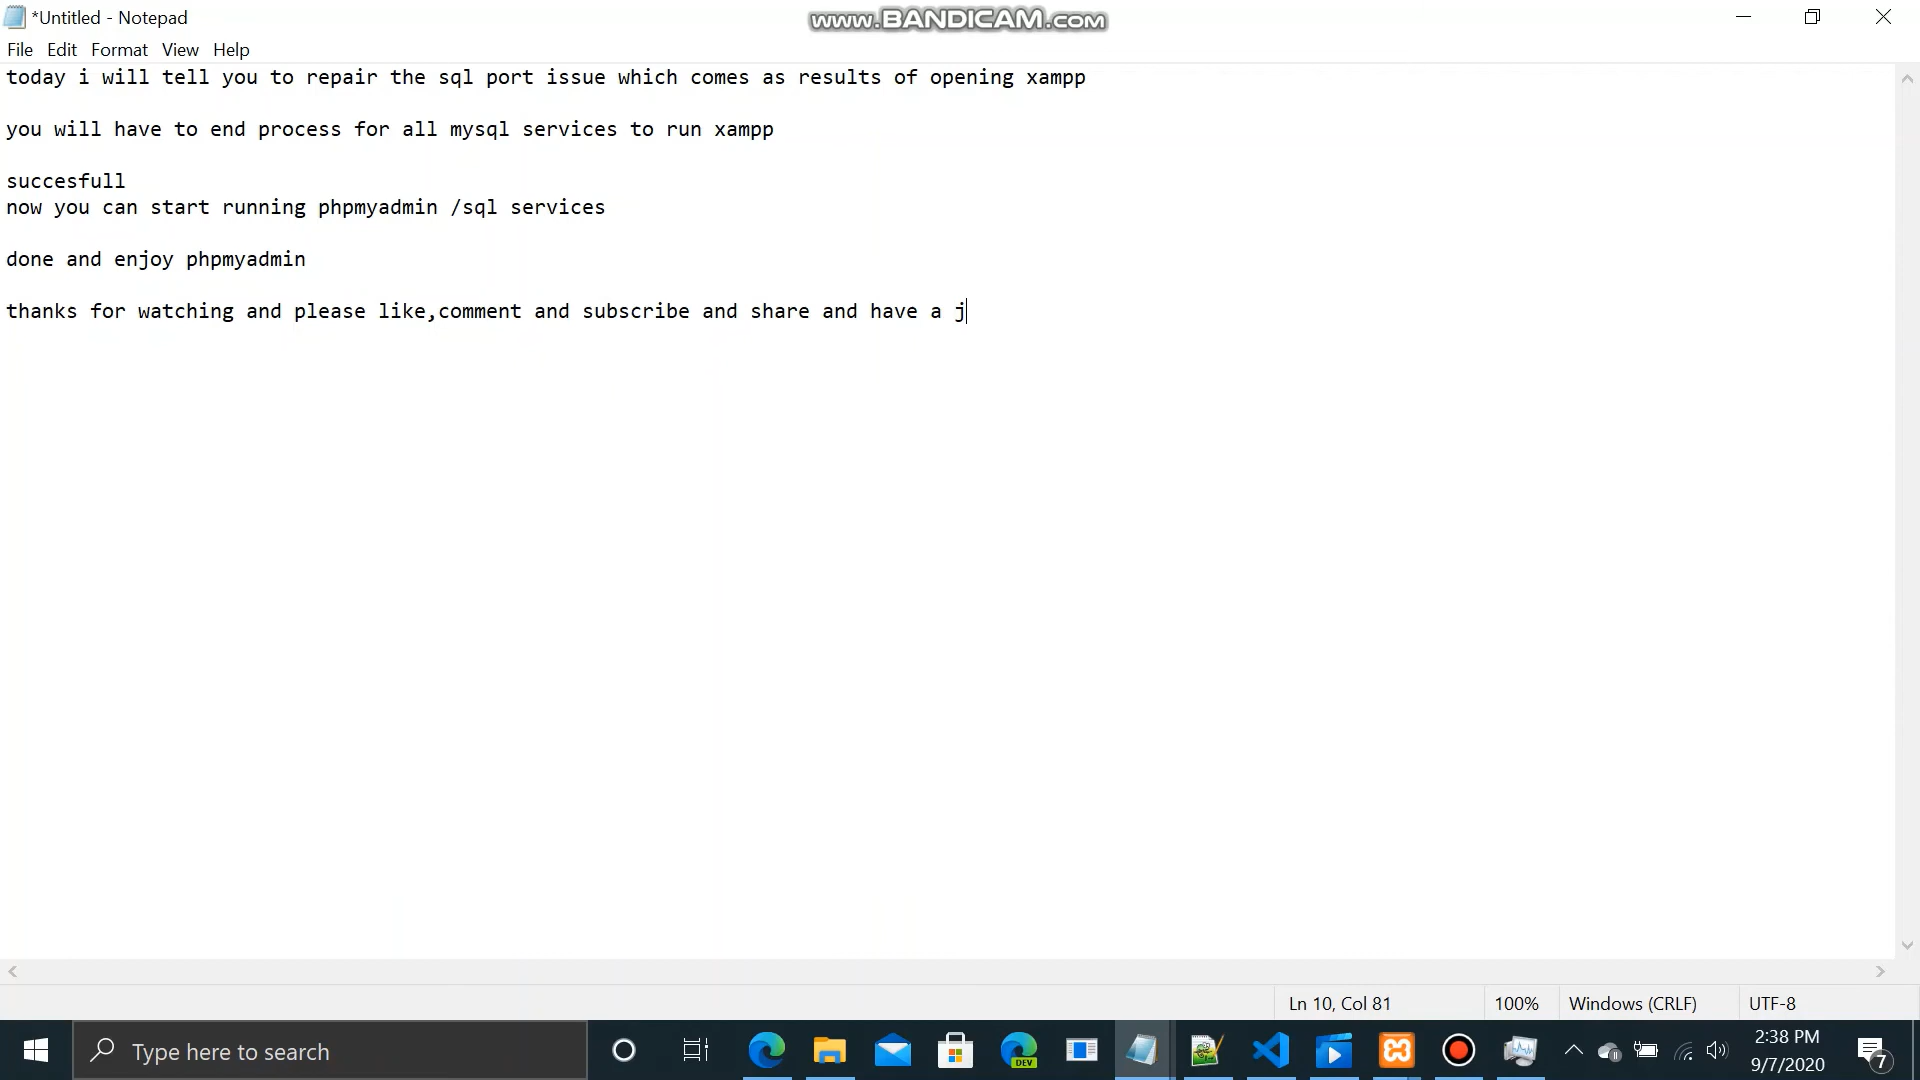 *Untitled - Notepad
www.BANDICAM.com
File Edit Format View Help
today i will tell you to repair the sql port issue which comes as results of opening xampp
you will have to end process for all mysql services to run xampp
succesfull
now you can start running phpmyadmin /sql services
done and enjoy phpmyadmin
thanks for watching and please like,comment and subscribe and share and have a j
Ln 10, Col 81 100% Windows (CRLF) UTF-8
Type here to search
DEV
2:38 PM
9/7/2020
7